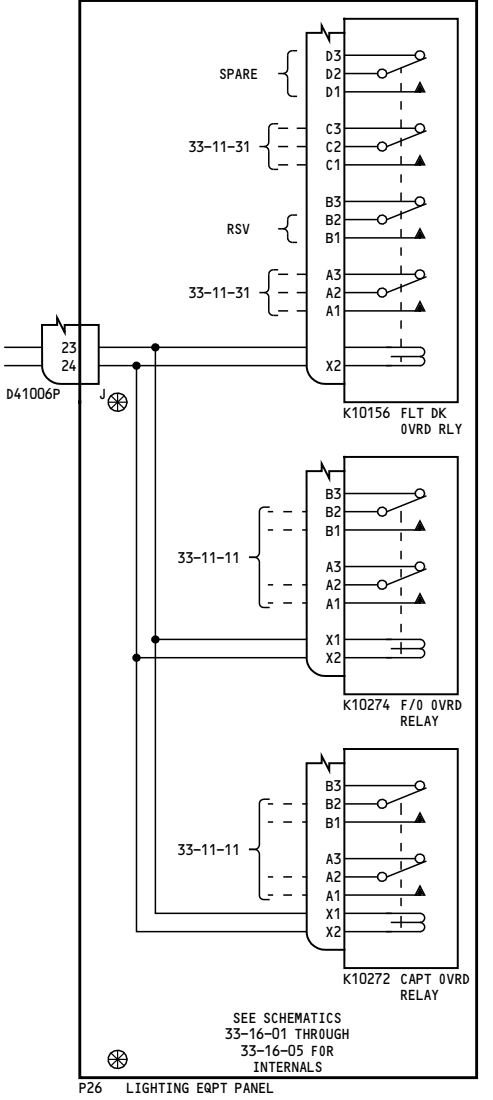 D3
SPARE
D2
D1
C3
33-11-31
C2
C1
B3
RSV
B2
B1
A3
33-11-31
A2
A1
23
24
X2
D41006P
J
K10156 FLT DK
OVRD RLY
B3
B2
B1
33-11-11
A3
A2
A1
X1
X2
K10274 F/O OVRD
RELAY
B3
B2
B1
33-11-11
A3
A2
A1
X1
X2
K10272 CAPT OVRD
RELAY
SEE SCHEMATICS
33-16-01 THROUGH
33-16-05 FOR
INTERNALS
P26 LIGHTING EQPT PANEL